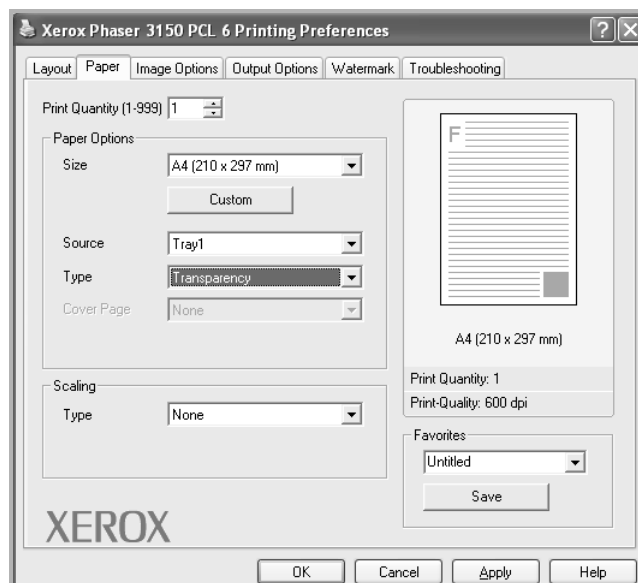 Xerox Phaser 3150 PCL 6 Printing Preferences
Layout Paper Image Options Output Options Watermark Troubleshooting
Print Quantity (1-999) 1
Paper Options
Size A4 (210 x 297 mm)
Custom
Source Tray1
Type Transparency
Cover Page None
Scaling
Type None
XEROX
F
A4 (210 x 297 mm)
Print Quantity: 1
Print-Quality: 600 dpi
Favorites
Untitled
Save
OK Cancel Apply Help